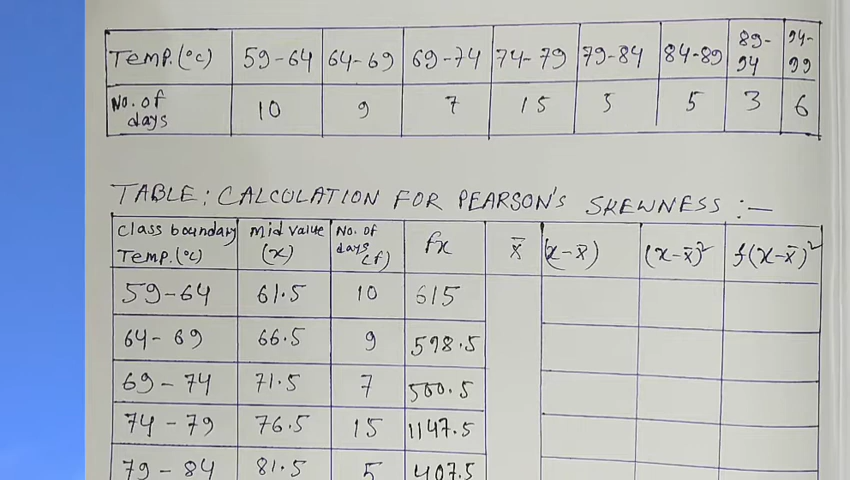 Temp.(°c) 59-64 64-69 69-74 74-79 79-84 84-89 89-94 94-99
No. of days 10 9 7 15 5 5 3 6
TABLE: CALCULATION FOR PEARSON'S SKEWNESS :—
Class boundary Temp.(°c) mid value (x) No. of days (f) fx x̄ (x-x̄) (x-x̄)² f(x-x̄)²
59-64 61.5 10 615
64-69 66.5 9 598.5
69-74 71.5 7 500.5
74-79 76.5 15 1147.5
79-84 81.5 5 407.5